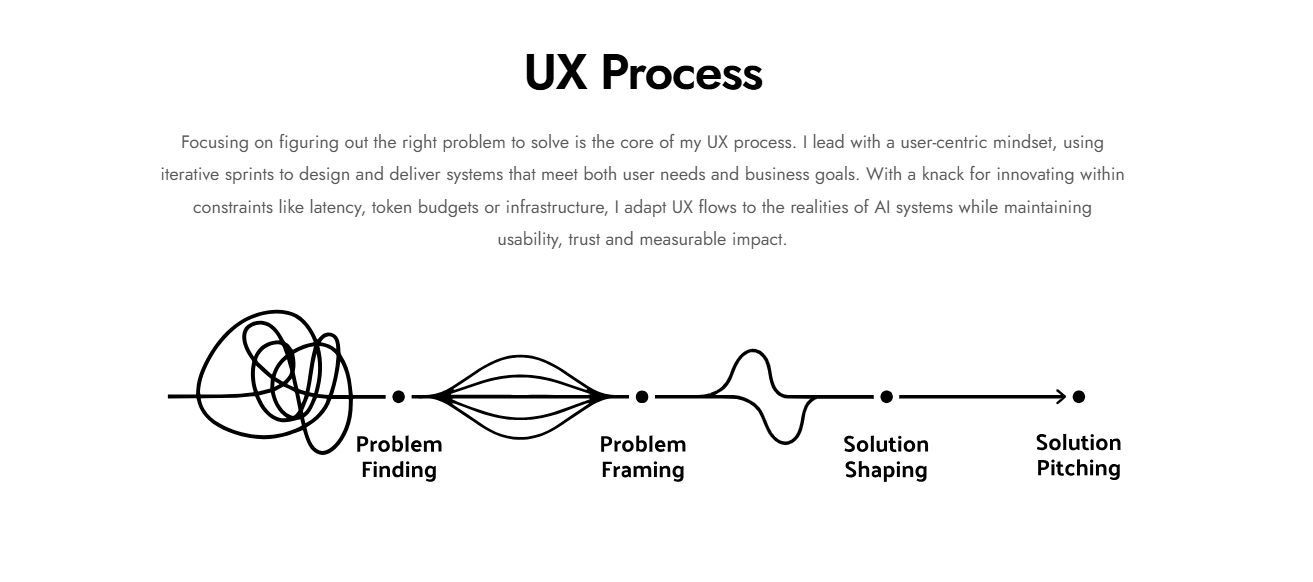 UX Process
Focusing on figuring out the right problem to solve is the core of my UX process. I lead with a user-centric mindset, using
iterative sprints to design and deliver systems that meet both user needs and business goals. With a knack for innovating within
constraints like latency, token budgets or infrastructure, I adapt UX flows to the realities of AI systems while maintaining
usability, trust and measurable impact.
Problem
Finding
Problem
Framing
Solution
Shaping
Solution
Pitching